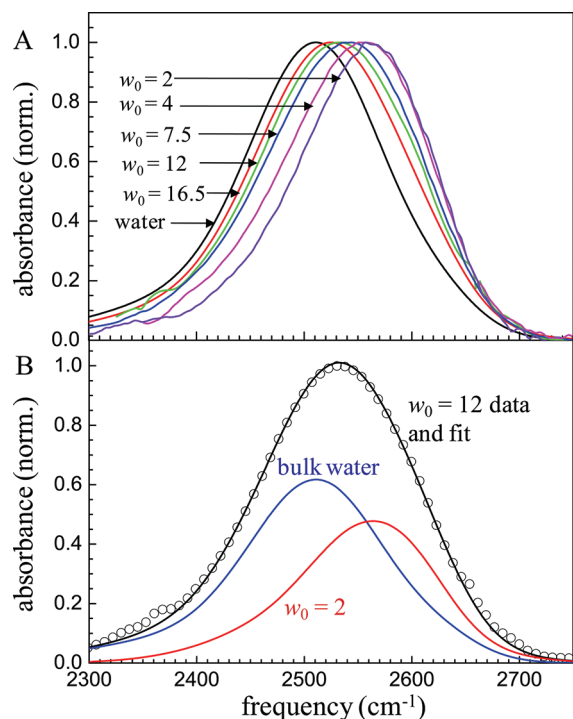 A
absorbance (norm.)
1.0
0.8
0.6
0.4
0.2
0.0
w₀ = 2
w₀ = 4
w₀ = 7.5
w₀ = 12
w₀ = 16.5
water
B
absorbance (norm.)
1.0
0.8
0.6
0.4
0.2
0.0
w₀ = 12 data
and fit
bulk water
w₀ = 2
2300 2400 2500 2600 2700
frequency (cm⁻¹)